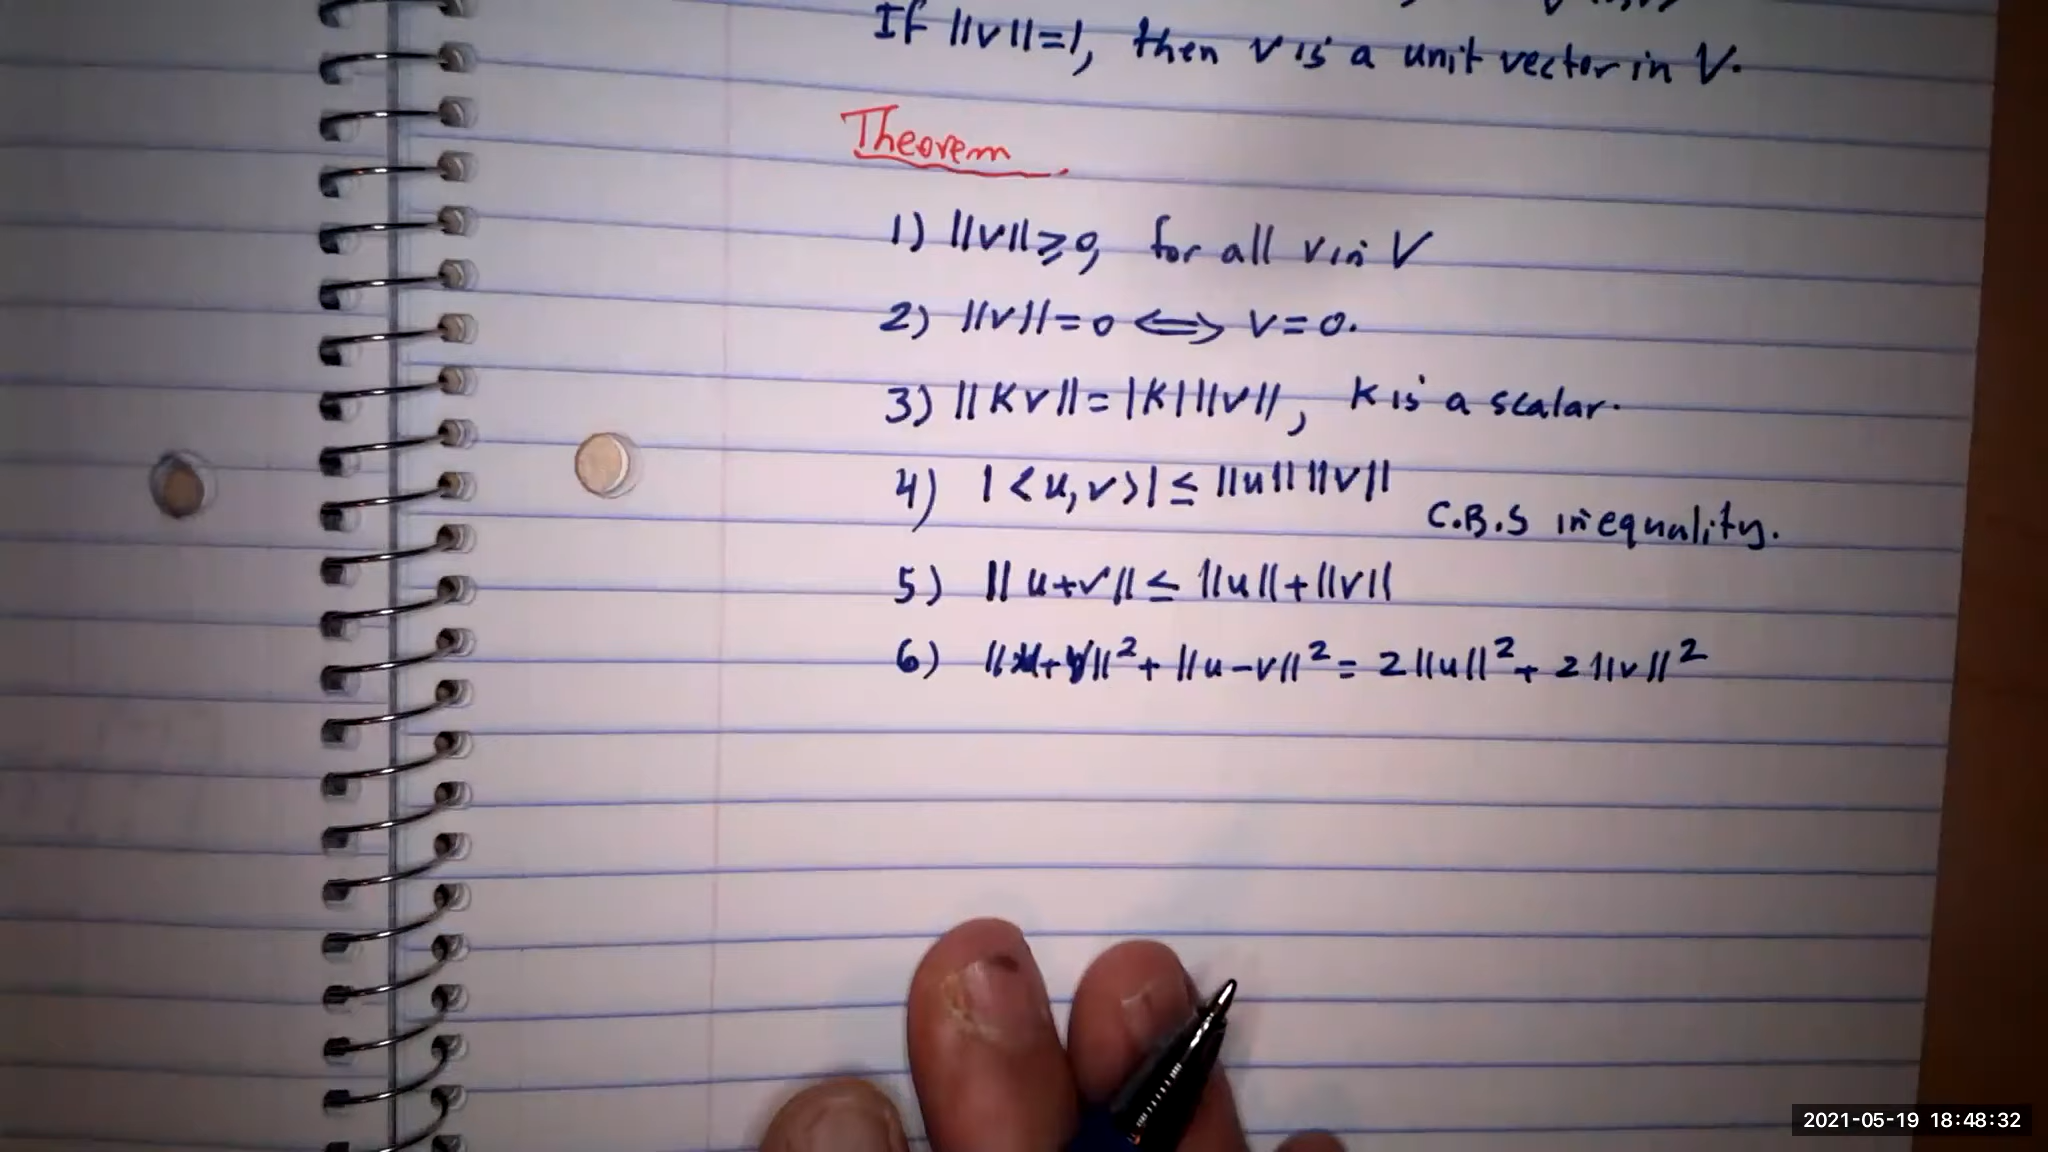 If ||v||=1, then v is a unit vector in V.
Theorem
1) ||v||≥0, for all v in V
2) ||v||=0 ⟺ v=0.
3) ||Kv||=|K| ||v||, K is a scalar.
4) |<u,v>| ≤ ||u|| ||v||
C.B.S inequality.
5) ||u+v|| ≤ ||u||+||v||
6) ||u+v||²+||u-v||²=2||u||²+2||v||²
2021-05-19 18:48:32